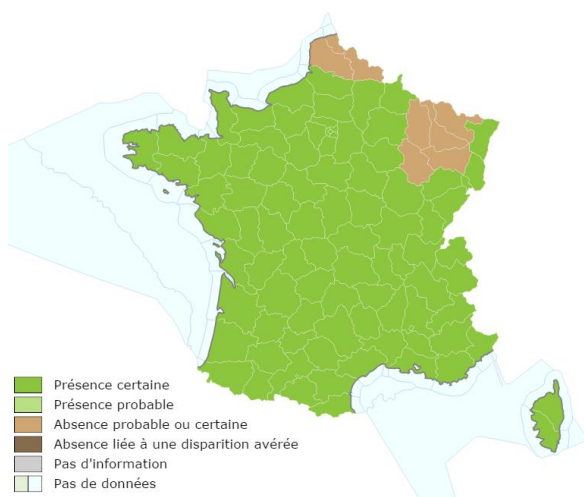 Présence certaine
Présence probable
Absence probable ou certaine
Absence liée à une disparition avérée
Pas d'information
Pas de données